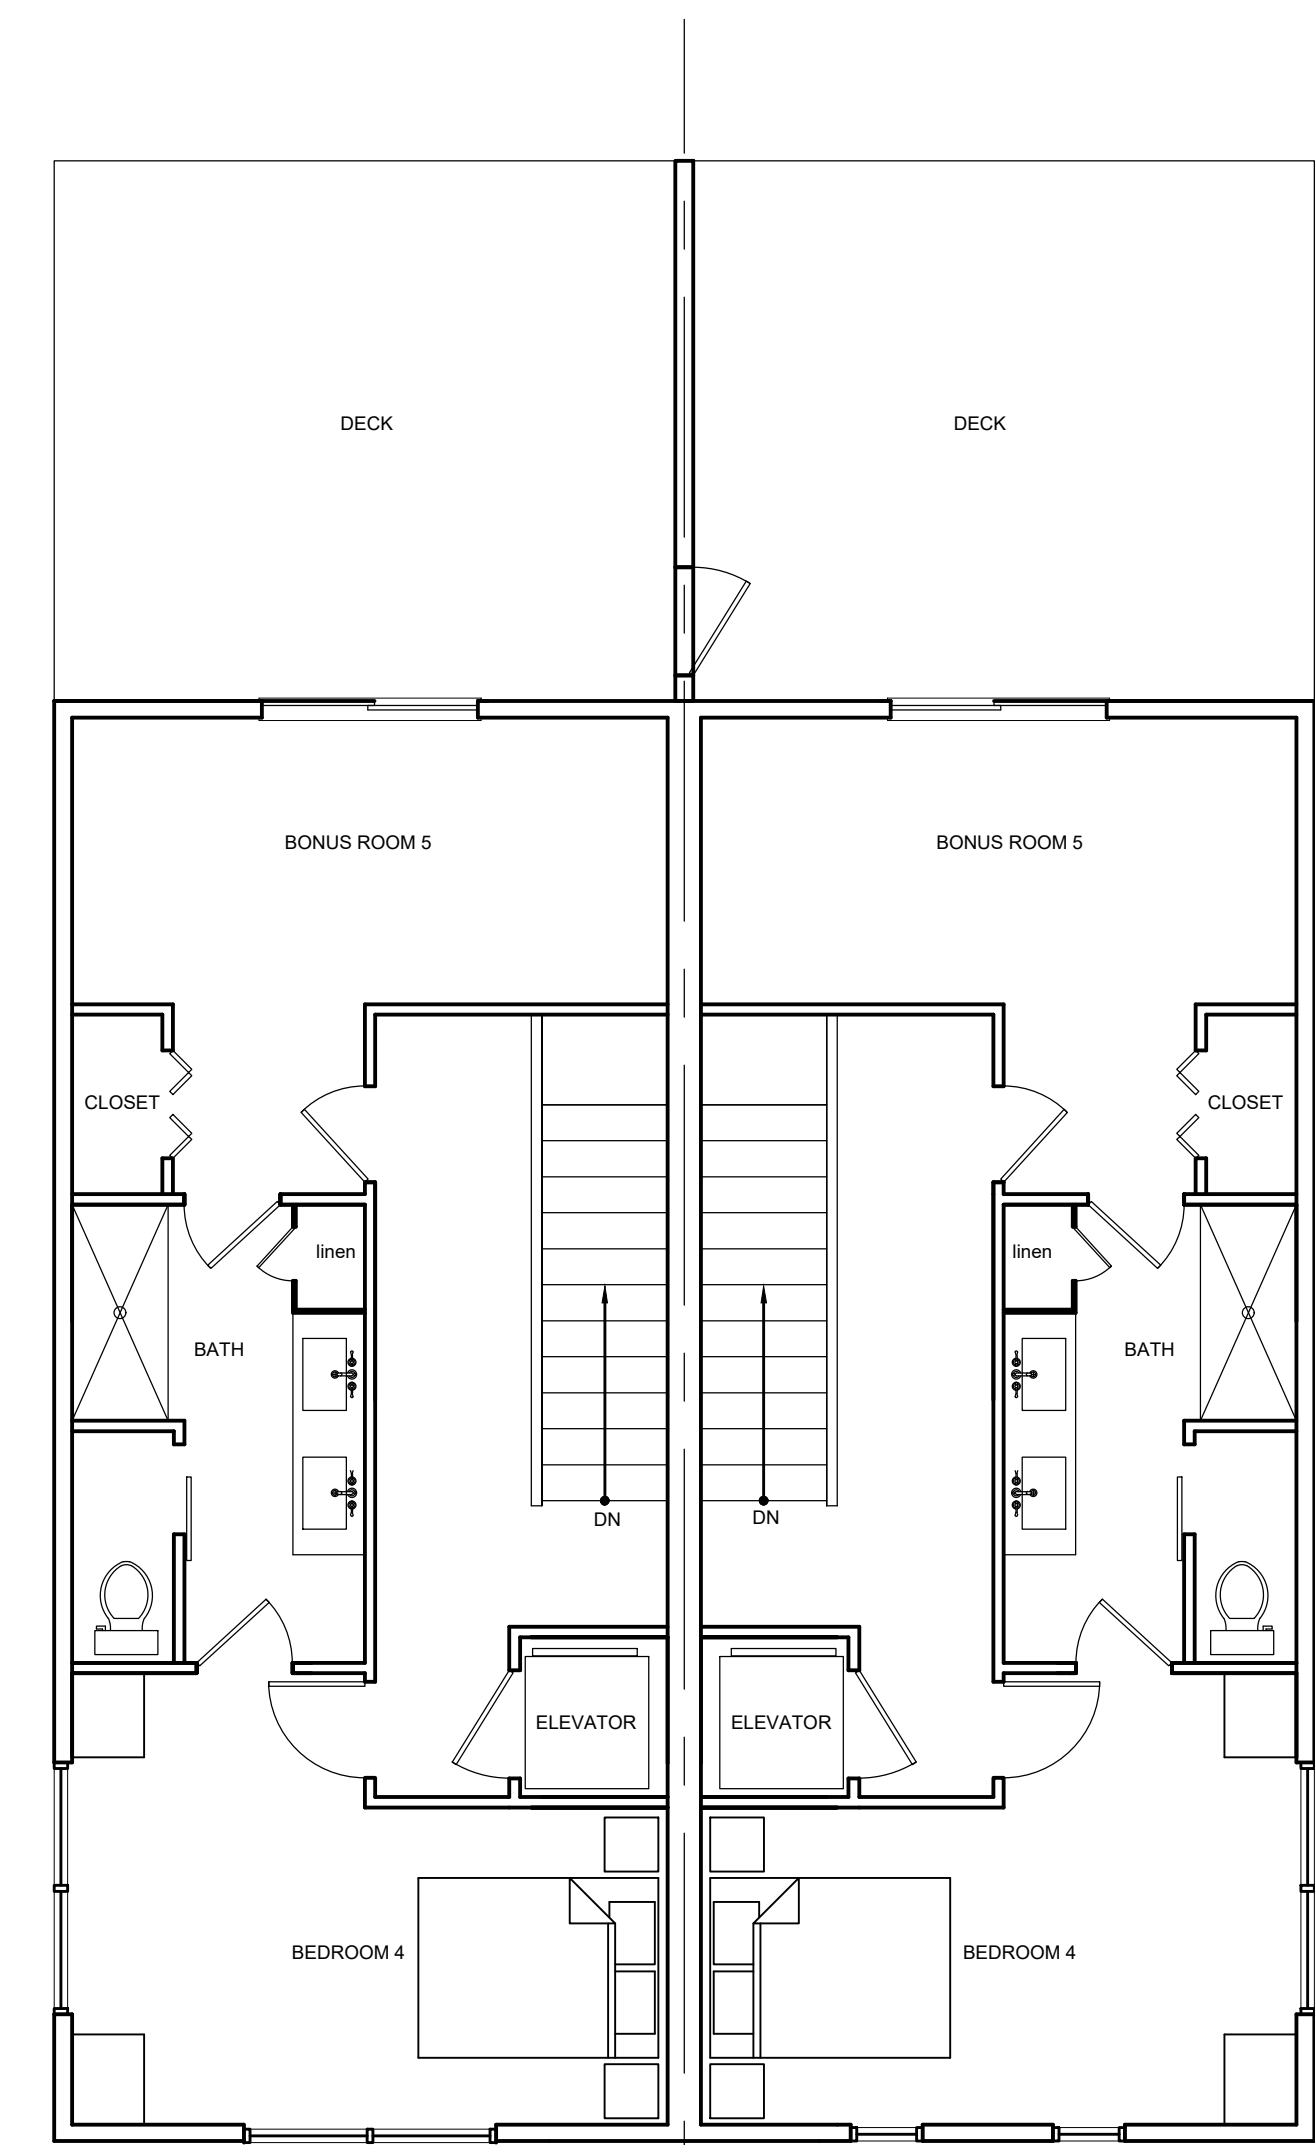 DECK
DECK
BONUS ROOM 5
BONUS ROOM 5
CLOSET
CLOSET
linen
linen
BATH
BATH
DN
DN
ELEVATOR
ELEVATOR
BEDROOM 4
BEDROOM 4